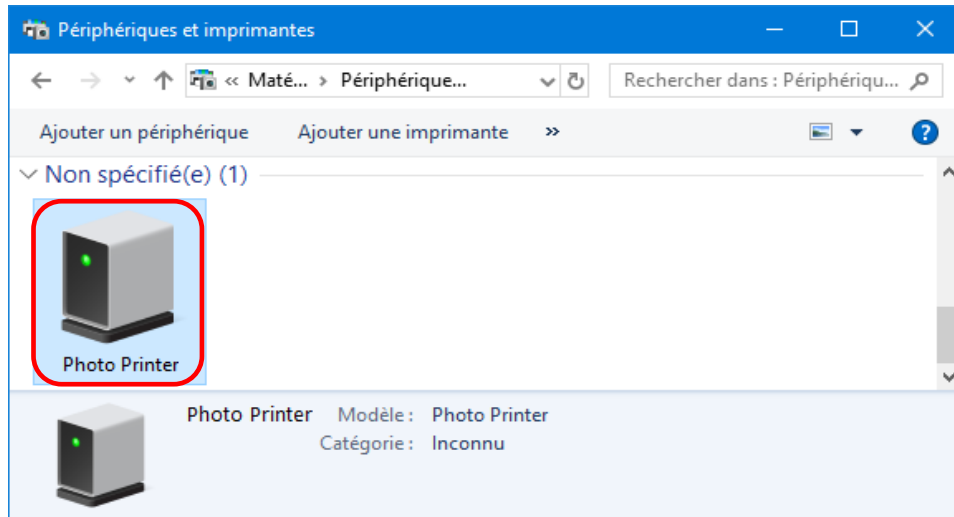 Périphériques et imprimantes
« Maté... › Périphérique... Rechercher dans : Périphériqu...
Ajouter un périphérique Ajouter une imprimante » ?
Non spécifié(e) (1)
Photo Printer
Photo Printer Modèle : Photo Printer
Catégorie : Inconnu